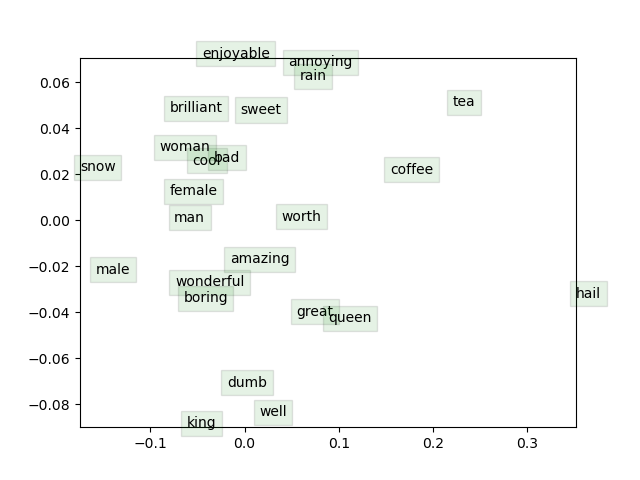 enjoyable
annoying
rain
0.06
tea
brilliant
sweet
0.04
woman
bad
cool
snow
0.02
coffee
female
man
worth
0.00
amazing
male
−0.02
wonderful
boring
hail
great
queen
−0.04
−0.06
dumb
well
−0.08
king
−0.1
0.0
0.1
0.2
0.3